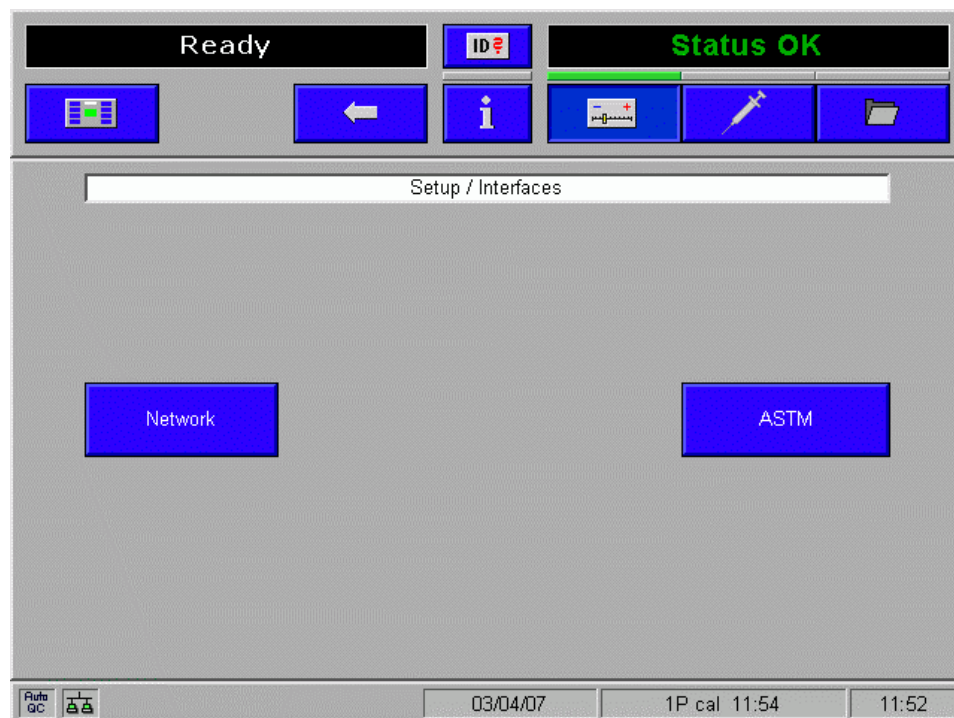 Ready
ID?
Status OK
i
- +
Setup / Interfaces
Network
ASTM
Auto QC
03/04/07
1P cal 11:54
11:52